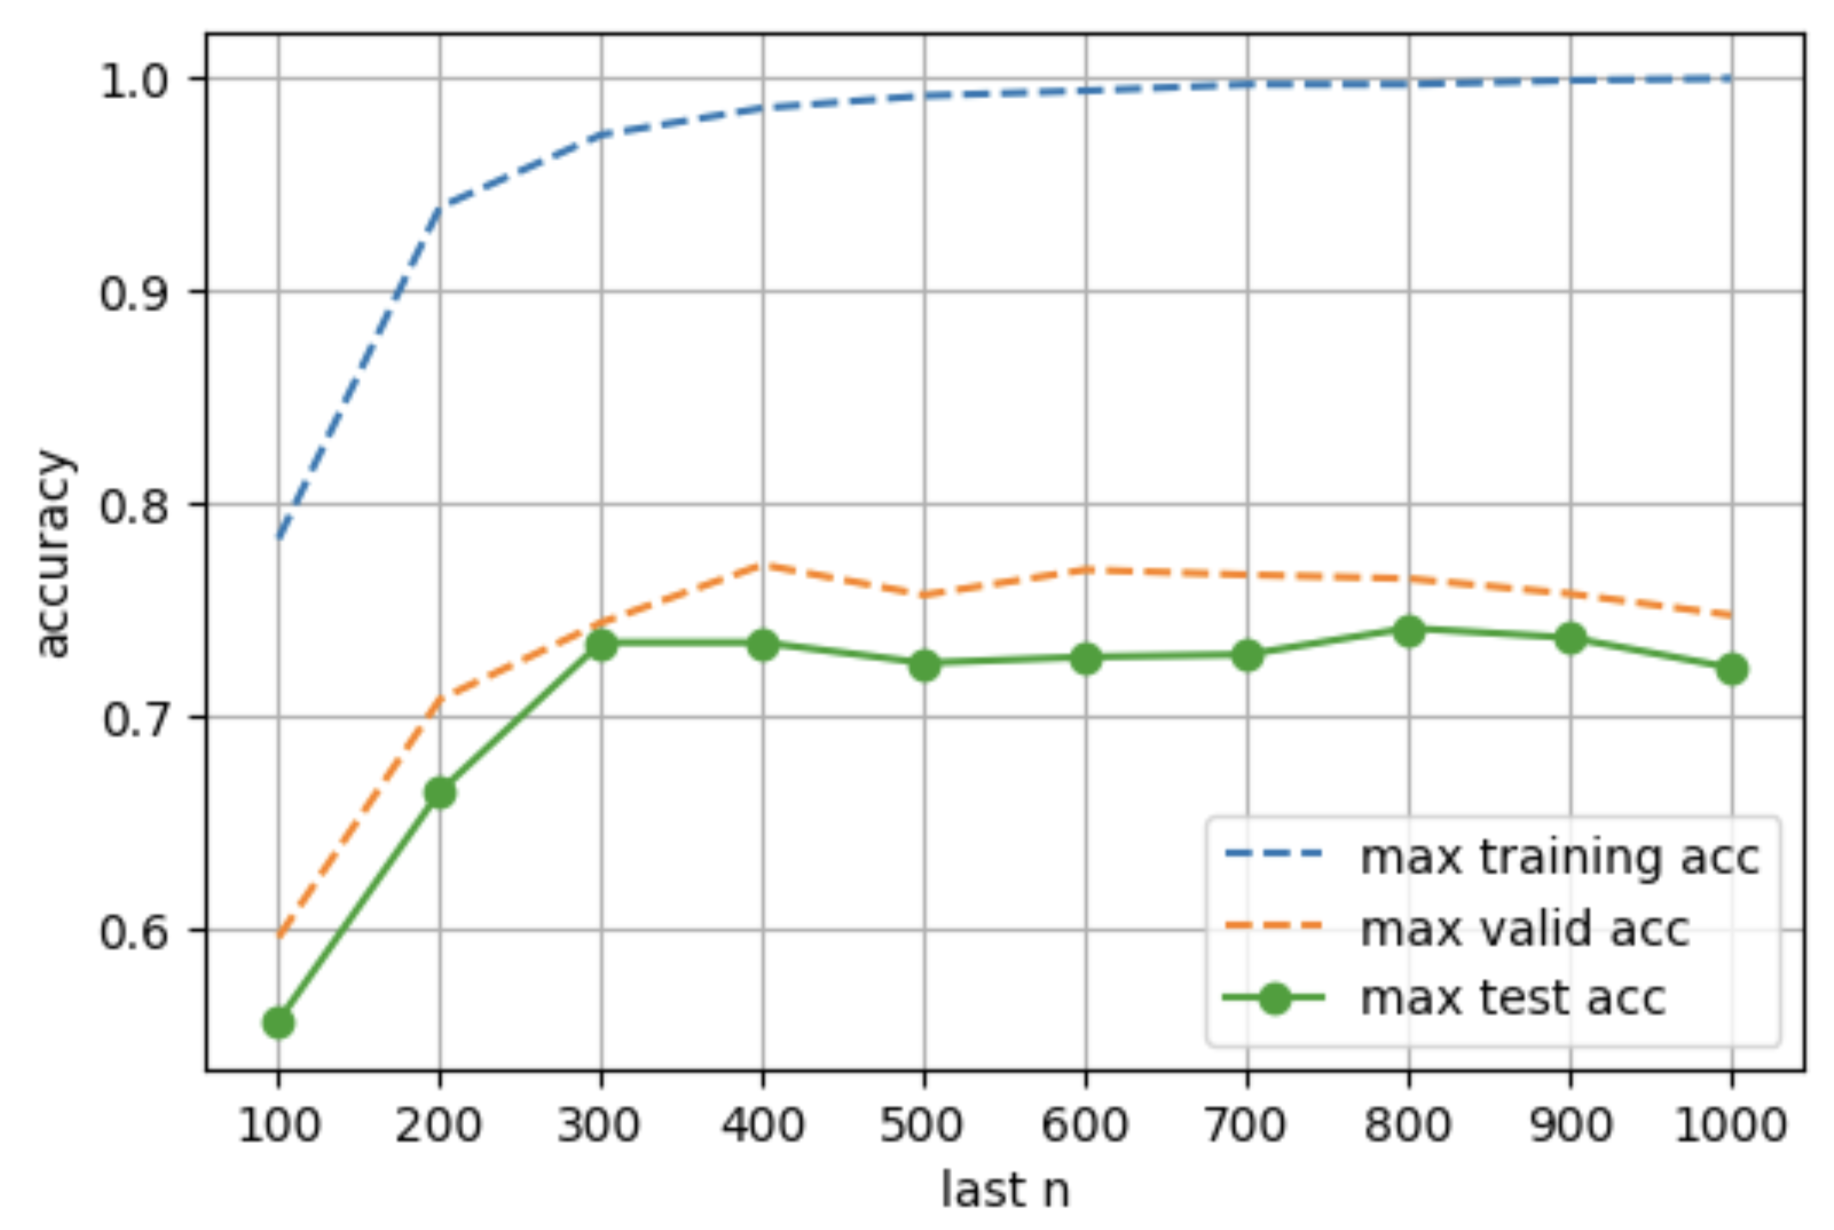 1.0
0.9
0.8
0.7
0.6
accuracy
100 200 300 400 500 600 700 800 900 1000
last n
max training acc
max valid acc
max test acc